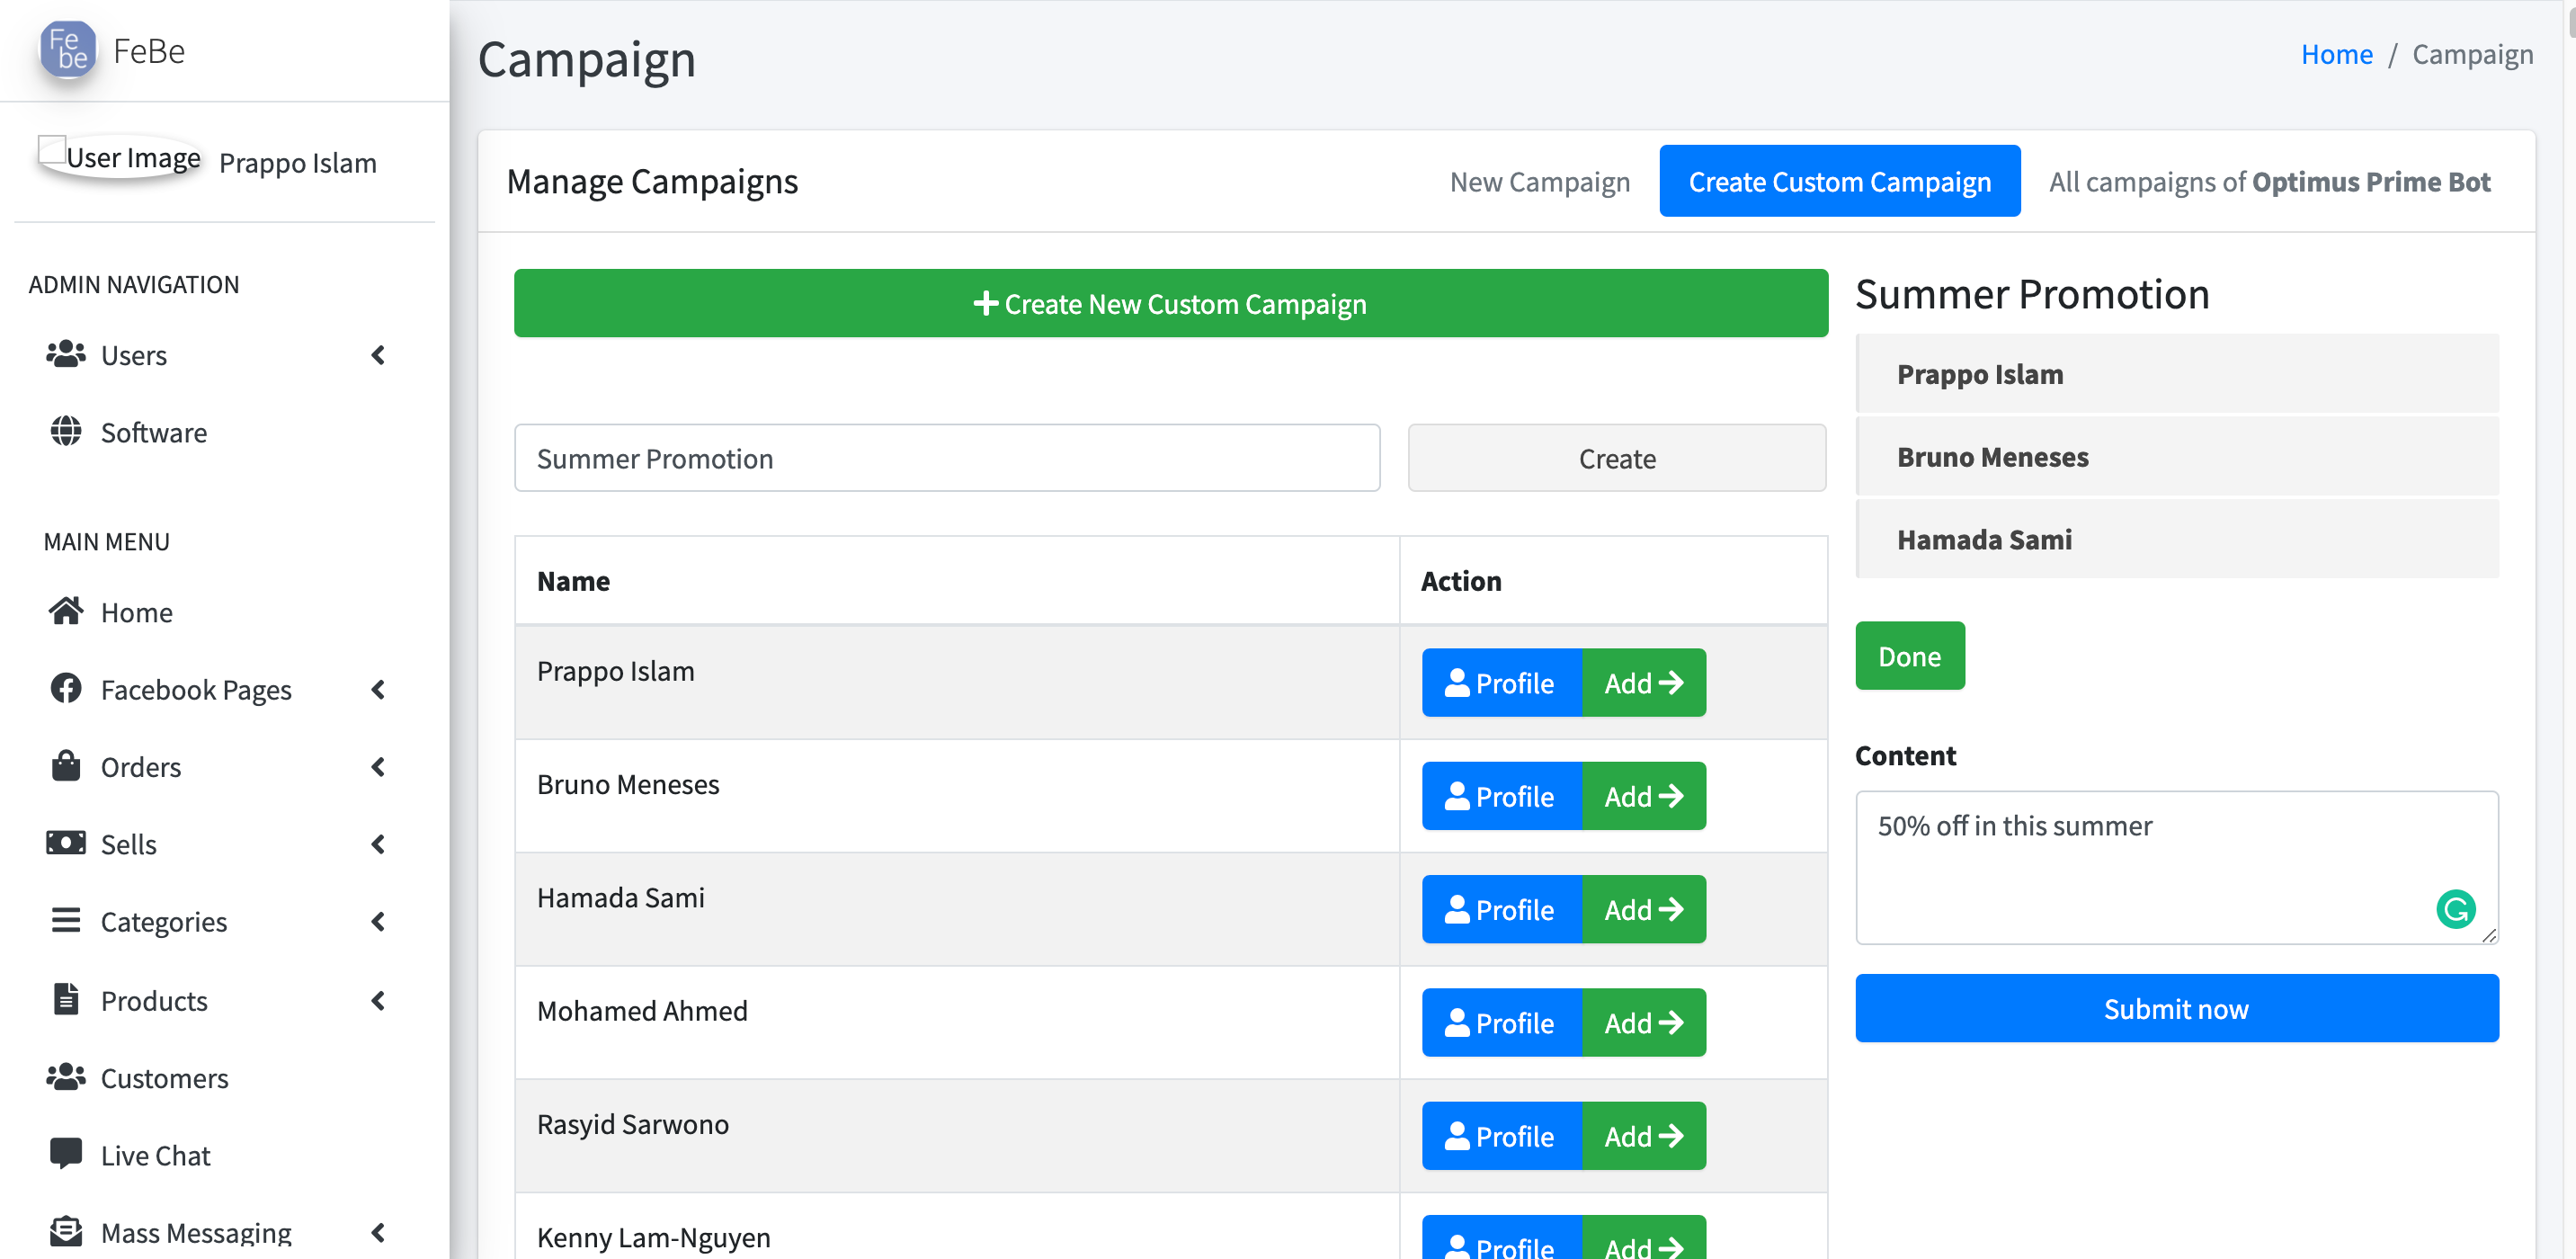 Fe
be
FeBe
User Image
Prappo Islam
ADMIN NAVIGATION
Users
Software
MAIN MENU
Home
Facebook Pages
Orders
Sells
Categories
Products
Customers
Live Chat
Mass Messaging
Campaign
Home / Campaign
Manage Campaigns
New Campaign
Create Custom Campaign
All campaigns of Optimus Prime Bot
Create New Custom Campaign
Summer Promotion
Create
Name Action
Prappo Islam Profile Add
Bruno Meneses Profile Add
Hamada Sami Profile Add
Mohamed Ahmed Profile Add
Rasyid Sarwono Profile Add
Kenny Lam-Nguyen Profile Add
Summer Promotion
Prappo Islam
Bruno Meneses
Hamada Sami
Done
Content
50% off in this summer
Submit now